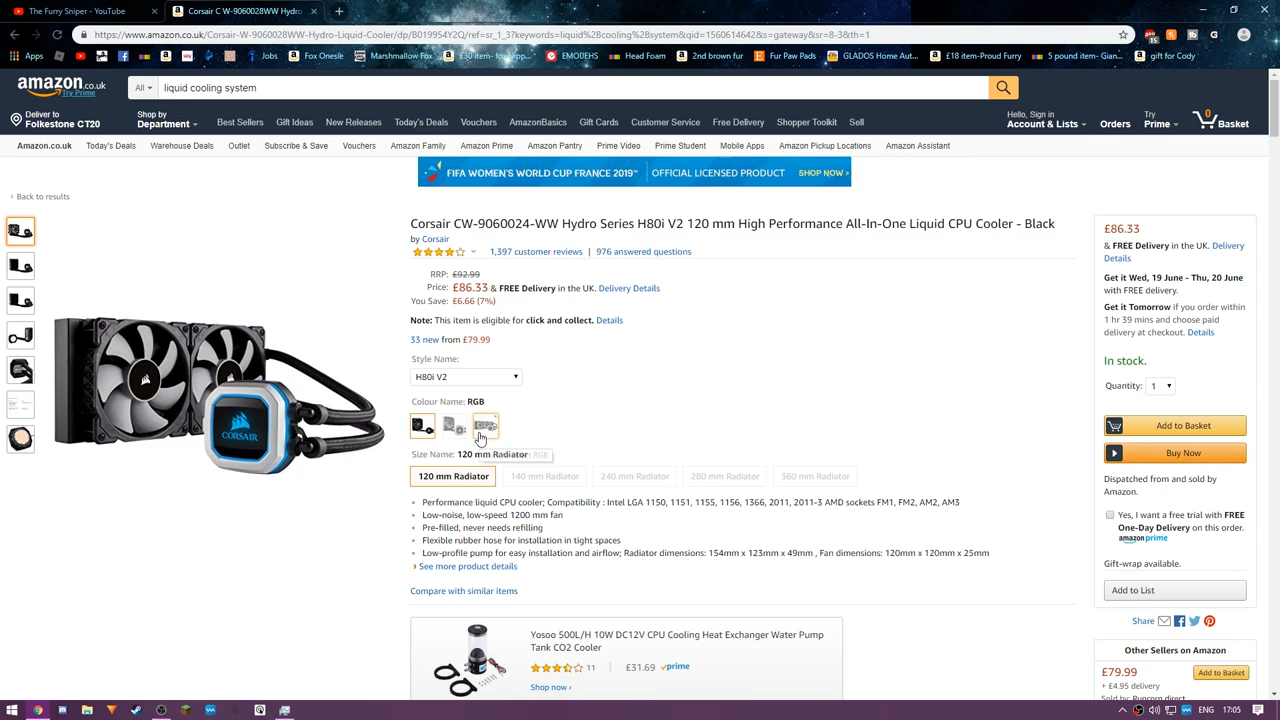 The Furry Sniper - YouTube
Corsair C W-9060028WW Hydro
https://www.amazon.co.uk/Corsair-W-9060028WW-Hydro-Liquid-Cooler/dp/B019954Y2Q/ref=sr_1_3?keywords=liquid%2Bcooling%2Bsystem&qid=1560614642&s=gateway&sr=8-3&th=1
Apps
Jobs
Fox Onesie...
Marshmallow Fox
£30 item- fox
EMOJIEHS
Head Foam
2nd brown fur
Fur Paw Pads
GLADOS Home Aut...
£18 item-Proud Furry
5 pound item- Gian...
gift for Cody
amazon.co.uk
Try Prime
All
liquid cooling system
Deliver to
Folkestone CT20
Shop by
Department
Best Sellers
Gift Ideas
New Releases
Today's Deals
Vouchers
AmazonBasics
Gift Cards
Customer Service
Free Delivery
Shopper Toolkit
Sell
Hello, Sign in
Account & Lists
Orders
Try
Prime
0
Basket
Amazon.co.uk
Today's Deals
Warehouse Deals
Outlet
Subscribe & Save
Vouchers
Amazon Family
Amazon Prime
Amazon Pantry
Prime Video
Prime Student
Mobile Apps
Amazon Pickup Locations
Amazon Assistant
FIFA WOMEN'S WORLD CUP FRANCE 2019™ OFFICIAL LICENSED PRODUCT SHOP NOW >
‹ Back to results
Corsair CW-9060024-WW Hydro Series H80i V2 120 mm High Performance All-In-One Liquid CPU Cooler - Black
by Corsair
1,397 customer reviews | 976 answered questions
RRP: £92.99
Price: £86.33 & FREE Delivery in the UK. Delivery Details
You Save: £6.66 (7%)
Note: This item is eligible for click and collect. Details
33 new from £79.99
Style Name:
H80i V2
Colour Name: RGB
Size Name: 120 mm Radiator
RGB
120 mm Radiator
140 mm Radiator
240 mm Radiator
280 mm Radiator
360 mm Radiator
Performance liquid CPU cooler; Compatibility : Intel LGA 1150, 1151, 1155, 1156, 1366, 2011, 2011-3 AMD sockets FM1, FM2, AM2, AM3
Low-noise, low-speed 1200 mm fan
Pre-filled, never needs refilling
Flexible rubber hose for installation in tight spaces
Low-profile pump for easy installation and airflow; Radiator dimensions: 154mm x 123mm x 49mm , Fan dimensions: 120mm x 120mm x 25mm
› See more product details
Compare with similar items
CORSAIR
Yosoo 500L/H 10W DC12V CPU Cooling Heat Exchanger Water Pump
Tank CO2 Cooler
11
£31.69
prime
Shop now ›
£86.33
& FREE Delivery in the UK. Delivery
Details
Get it Wed, 19 June - Thu, 20 June
with FREE delivery.
Get it Tomorrow if you order within
1 hr 39 mins and choose paid
delivery at checkout. Details
In stock.
Quantity: 1
Add to Basket
Buy Now
Dispatched from and sold by
Amazon.
Yes, I want a free trial with FREE
One-Day Delivery on this order.
amazonprime
Gift-wrap available.
Add to List
Share
Other Sellers on Amazon
£79.99
Add to Basket
+ £4.95 delivery
Sold by: Runcorn direct
ENG
17:05